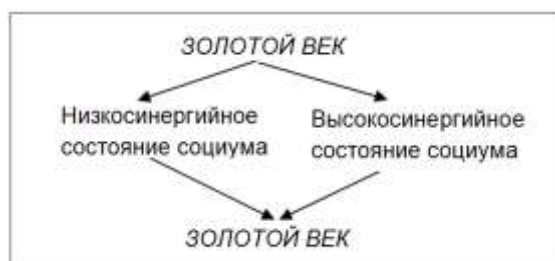 ЗОЛОТОЙ ВЕК
Низкосинергийное
состояние социума
Высокосинергийное
состояние социума
ЗОЛОТОЙ ВЕК